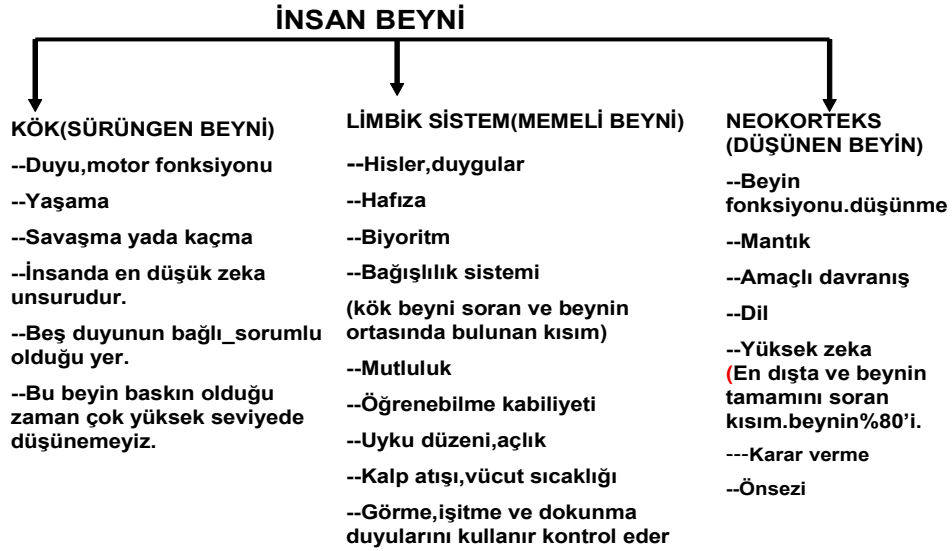 İNSAN BEYNİ
KÖK(SÜRÜNGEN BEYNİ)
--Duyu,motor fonksiyonu
--Yaşama
--Savaşma yada kaçma
--İnsanda en düşük zeka
unsurudur.
--Beş duyunun bağlı_sorumlu
olduğu yer.
--Bu beyin baskın olduğu
zaman çok yüksek seviyede
düşünemeyiz.
LİMBİK SİSTEM(MEMELİ BEYNİ)
--Hisler,duygular
--Hafıza
--Biyoritm
--Bağışlılık sistemi
(kök beyni soran ve beynin
ortasında bulunan kısım)
--Mutluluk
--Öğrenebilme kabiliyeti
--Uyku düzeni,açlık
--Kalp atışı,vücut sıcaklığı
--Görme,işitme ve dokunma
duyularını kullanır kontrol eder
NEOKORTEKS
(DÜŞÜNEN BEYİN)
--Beyin
fonksiyonu.düşünme
--Mantık
--Amaçlı davranış
--Dil
--Yüksek zeka
(En dışta ve beynin
tamamını soran
kısım.beynin%80'i.
---Karar verme
--Önsezi